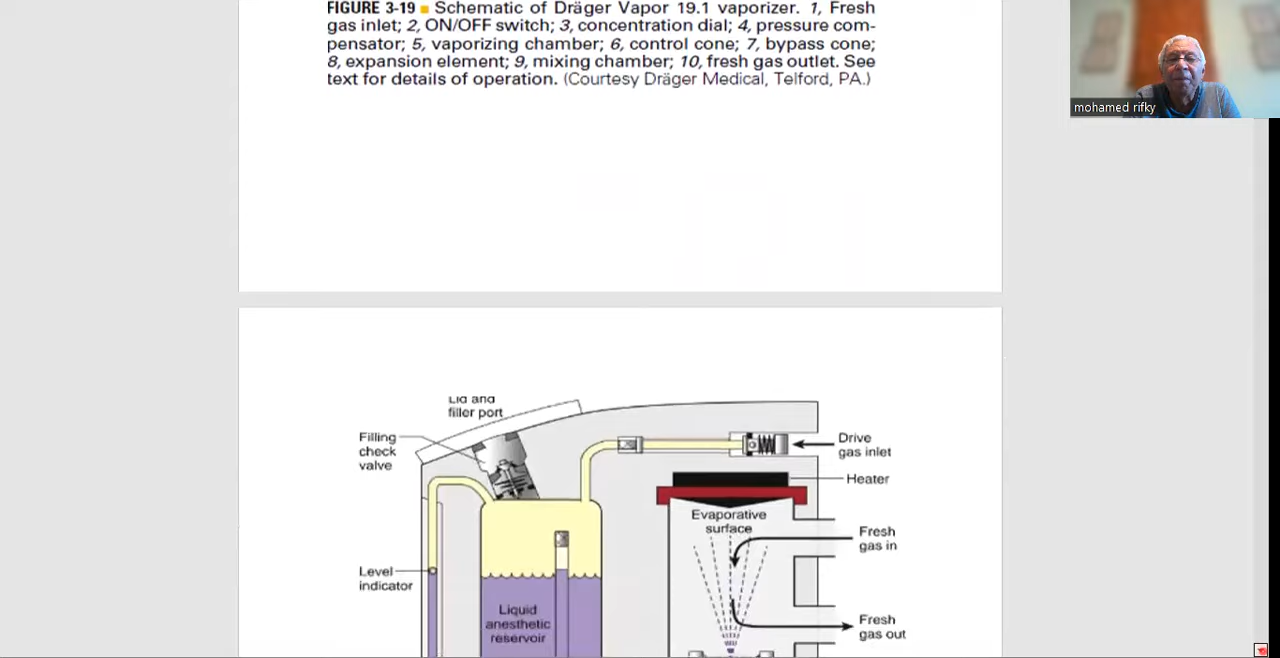 FIGURE 3-19 Schematic of Dräger Vapor 19.1 vaporizer. 1, Fresh
gas inlet; 2, ON/OFF switch; 3, concentration dial; 4, pressure com-
pensator; 5, vaporizing chamber; 6, control cone; 7, bypass cone;
8, expansion element; 9, mixing chamber; 10, fresh gas outlet. See
text for details of operation. (Courtesy Dräger Medical, Telford, PA.)
mohamed rifky
Lid and
filler port
Filling
check
valve
Drive
gas inlet
Heater
Evaporative
surface
Fresh
gas in
Level
indicator
Liquid
anesthetic
reservoir
Fresh
gas out